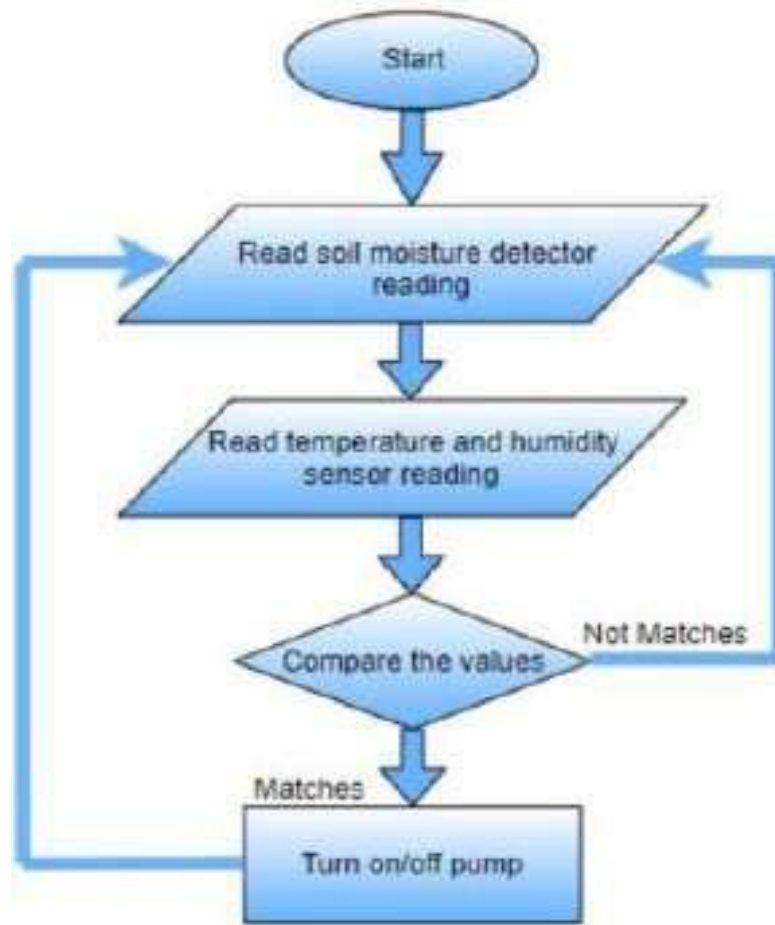 Start
Read soil moisture detector
reading
Read temperature and humidity
sensor reading
Compare the values
Not Matches
Matches
Turn on/off pump